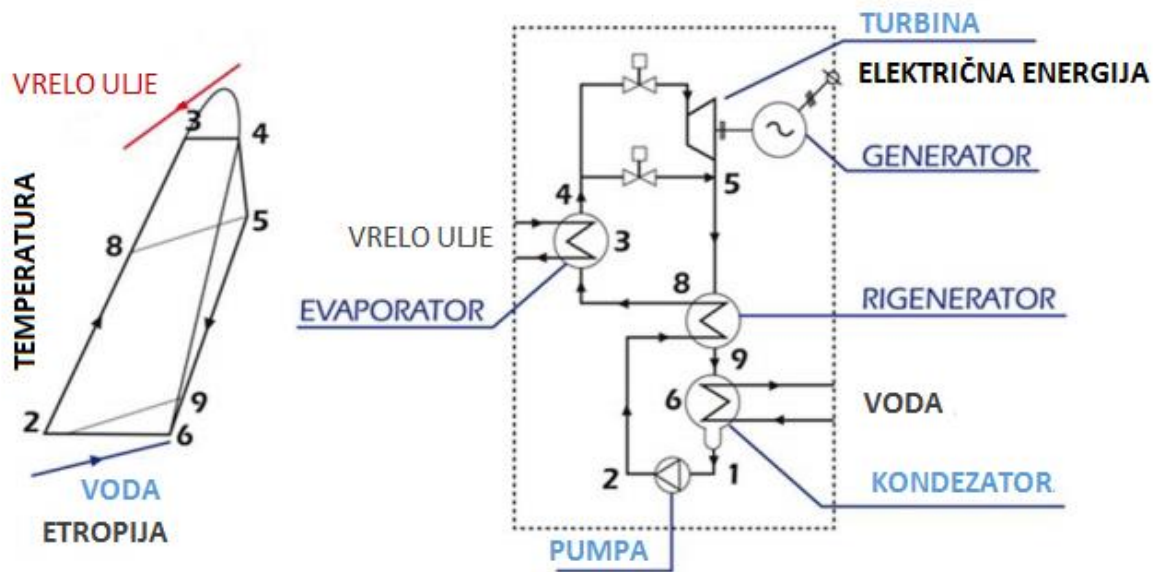 VRELO ULJE
3
4
TEMPERATURA
8
5
2
9
6
VODA
ETROPIJA
TURBINA
ELEKTRIČNA ENERGIJA
GENERATOR
4
5
VRELO ULJE
3
EVAPORATOR
8
RIGENERATOR
9
6
VODA
2
1
KONDEZATOR
PUMPA